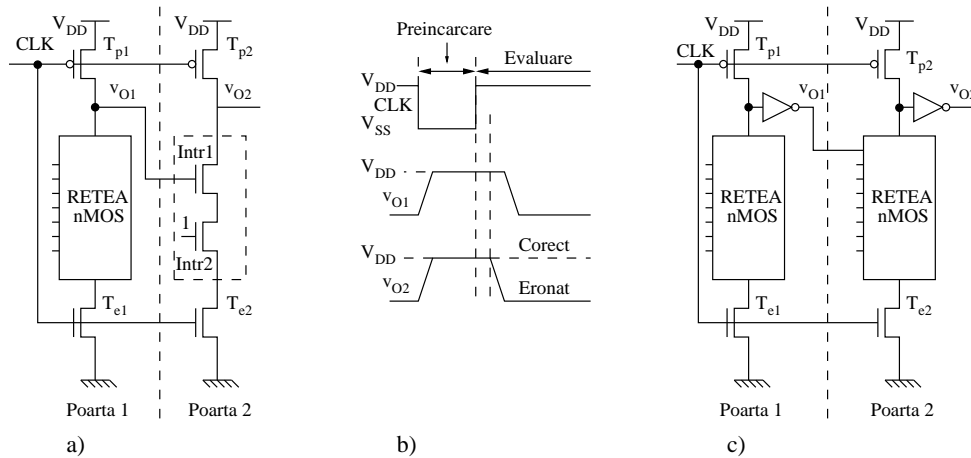 V_DD
V_DD
CLK
T_p1
T_p2
v_O1
v_O2
Intr1
RETEA
nMOS
1
Intr2
T_e1
T_e2
Poarta 1
Poarta 2
a)
Preincarcare
Evaluare
V_DD
CLK
V_SS
V_DD
v_O1
V_DD
Corect
v_O2
Eronat
b)
V_DD
V_DD
CLK
T_p1
T_p2
v_O1
v_O2
RETEA
nMOS
RETEA
nMOS
T_e1
T_e2
Poarta 1
Poarta 2
c)